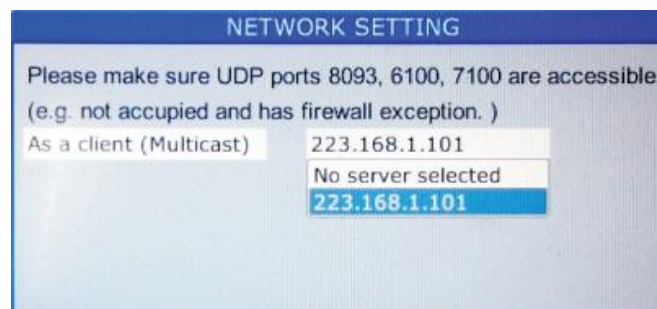 NETWORK SETTING
Please make sure UDP ports 8093, 6100, 7100 are accessible
(e.g. not accupied and has firewall exception. )
As a client (Multicast) 223.168.1.101
No server selected
223.168.1.101